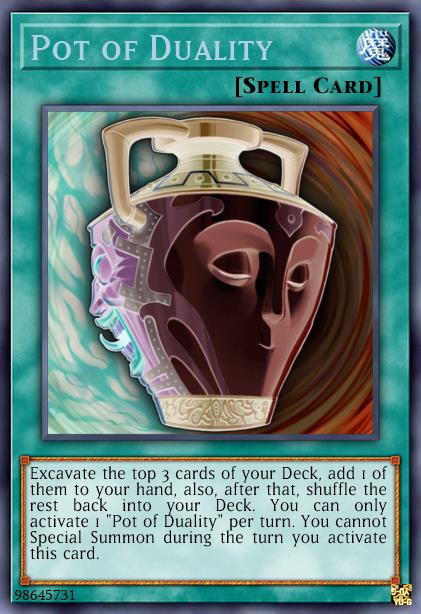 Pot of Duality
[Spell Card]
Excavate the top 3 cards of your Deck, add 1 of
them to your hand, also, after that, shuffle the
rest back into your Deck. You can only
activate 1 "Pot of Duality" per turn. You cannot
Special Summon during the turn you activate
this card.
98645731